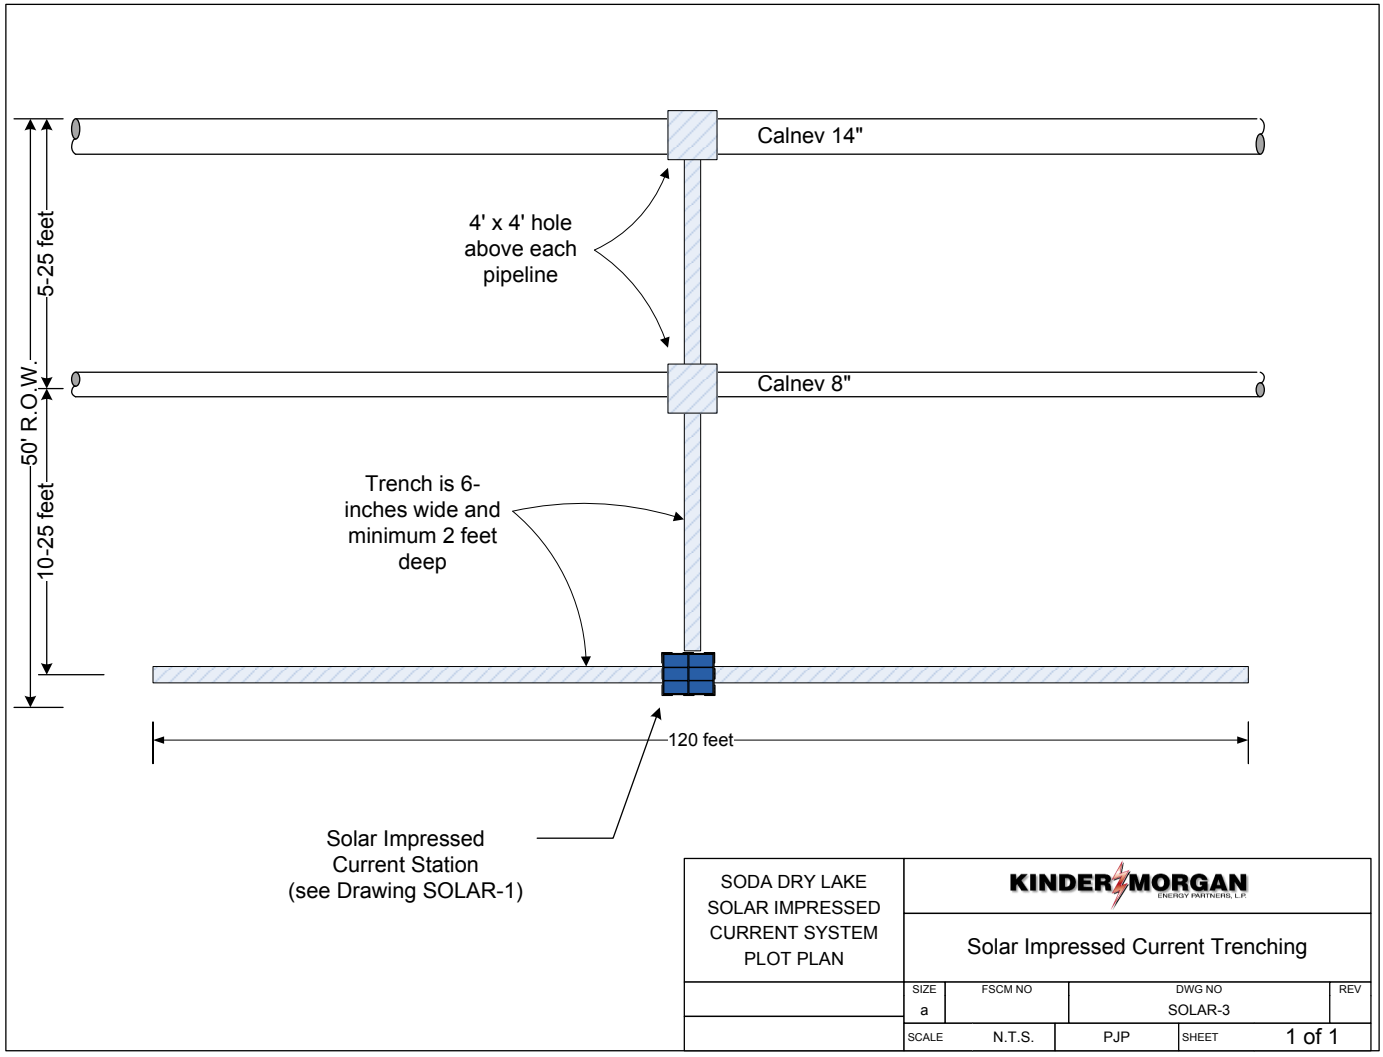 Calnev 14"
4' x 4' hole
above each
pipeline
5-25 feet
50' R.O.W.
Calnev 8"
Trench is 6-
inches wide and
minimum 2 feet
deep
10-25 feet
120 feet
Solar Impressed
Current Station
(see Drawing SOLAR-1)
SODA DRY LAKE
SOLAR IMPRESSED
CURRENT SYSTEM
PLOT PLAN
KINDER MORGAN
ENERGY PARTNERS, L.P.
Solar Impressed Current Trenching
SIZE FSCM NO DWG NO REV
a SOLAR-3
SCALE N.T.S. PJP SHEET 1 of 1